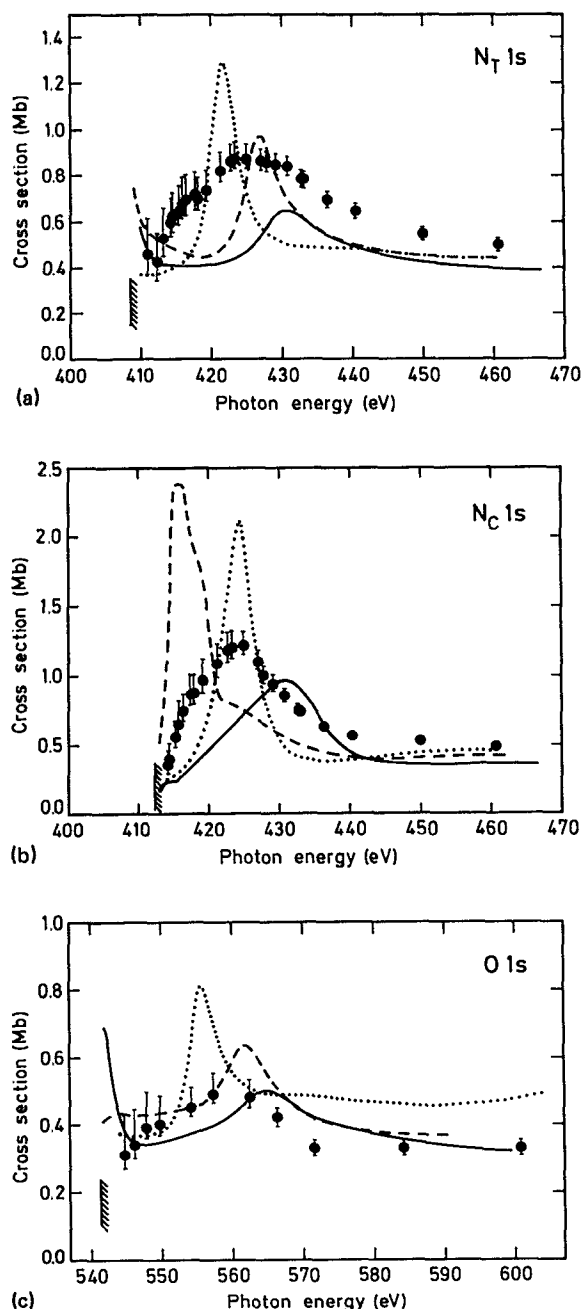 N_T 1s
Cross section (Mb)
1.4
1.2
1.0
0.8
0.6
0.4
0.2
0.0
400 410 420 430 440 450 460 470
(a)
Photon energy (eV)
N_C 1s
Cross section (Mb)
2.5
2.0
1.5
1.0
0.5
0.0
400 410 420 430 440 450 460 470
(b)
Photon energy (eV)
O 1s
Cross section (Mb)
1.0
0.8
0.6
0.4
0.2
0.0
540 550 560 570 580 590 600
(c)
Photon energy (eV)